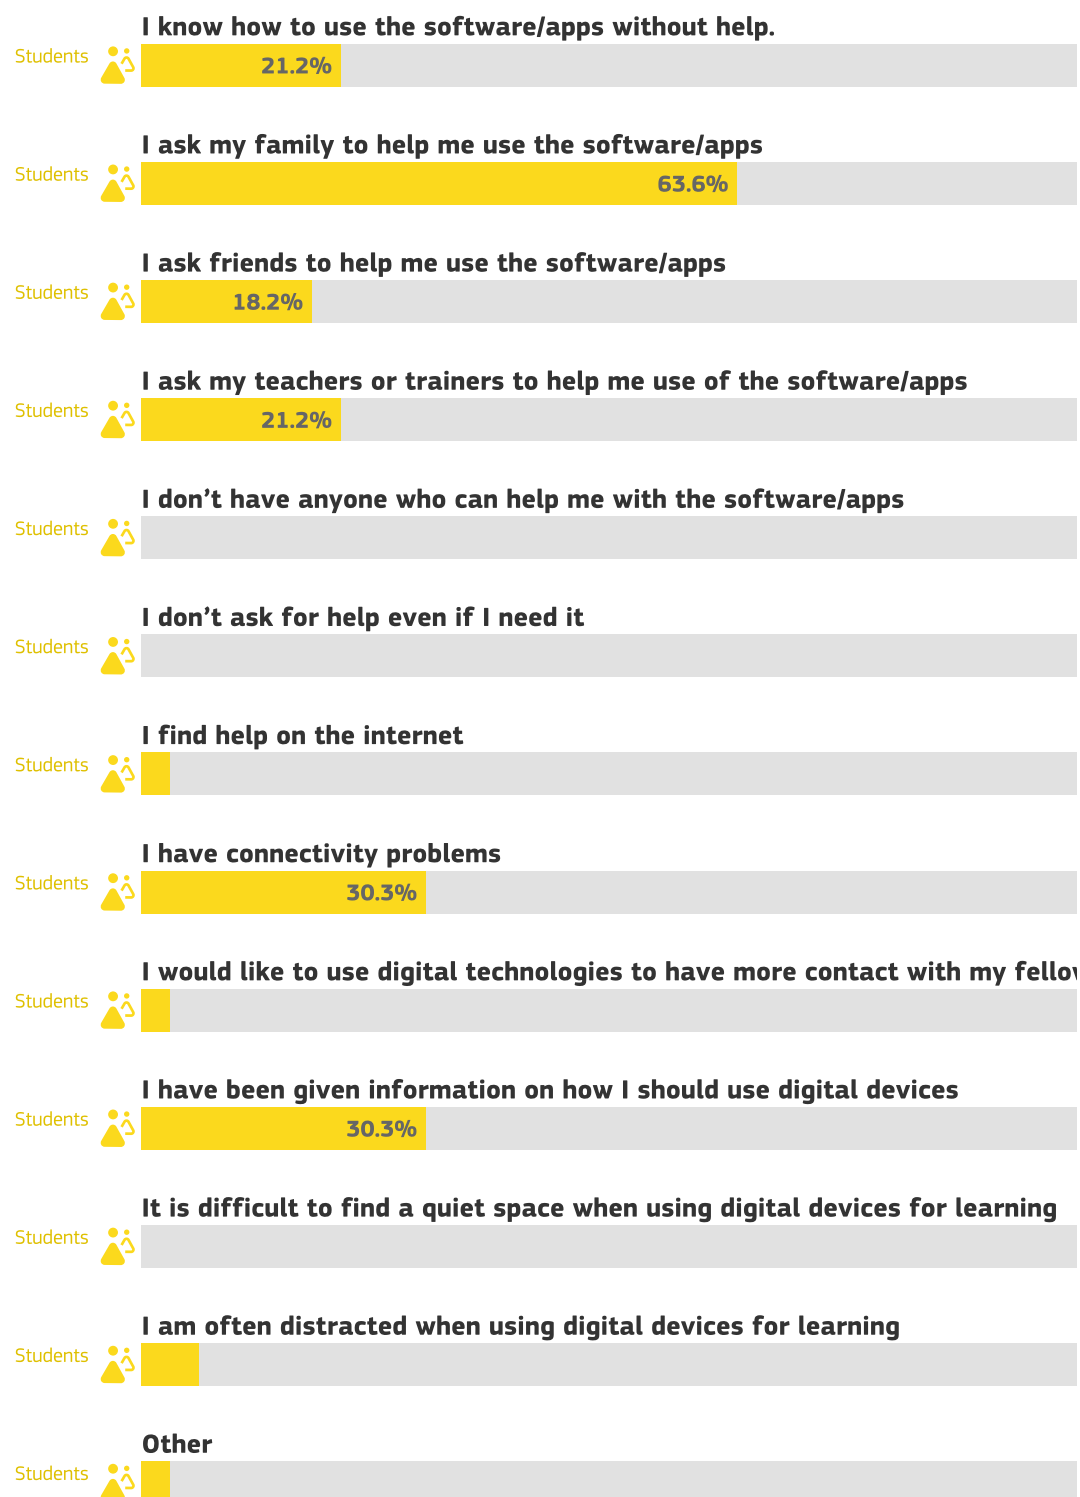 I know how to use the software/apps without help.
Students
21.2%
I ask my family to help me use the software/apps
Students
63.6%
I ask friends to help me use the software/apps
Students
18.2%
I ask my teachers or trainers to help me use of the software/apps
Students
21.2%
I don’t have anyone who can help me with the software/apps
Students
I don’t ask for help even if I need it
Students
I find help on the internet
Students
I have connectivity problems
Students
30.3%
I would like to use digital technologies to have more contact with my
Students
I have been given information on how I should use digital devices
Students
30.3%
It is difficult to find a quiet space when using digital devices for learning
Students
I am often distracted when using digital devices for learning
Students
Other
Students